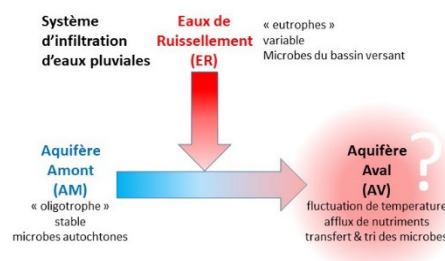 Système
d'infiltration
d'eaux pluviales
Eaux de
Ruissellement
(ER)
« eutrophes »
variable
Microbes du bassin versant
Aquifère
Amont
(AM)
« oligotrophe »
stable
microbes autochtones
?
Aquifère
Aval
(AV)
fluctuation de temperature
afflux de nutriments
transfert & tri des microbes